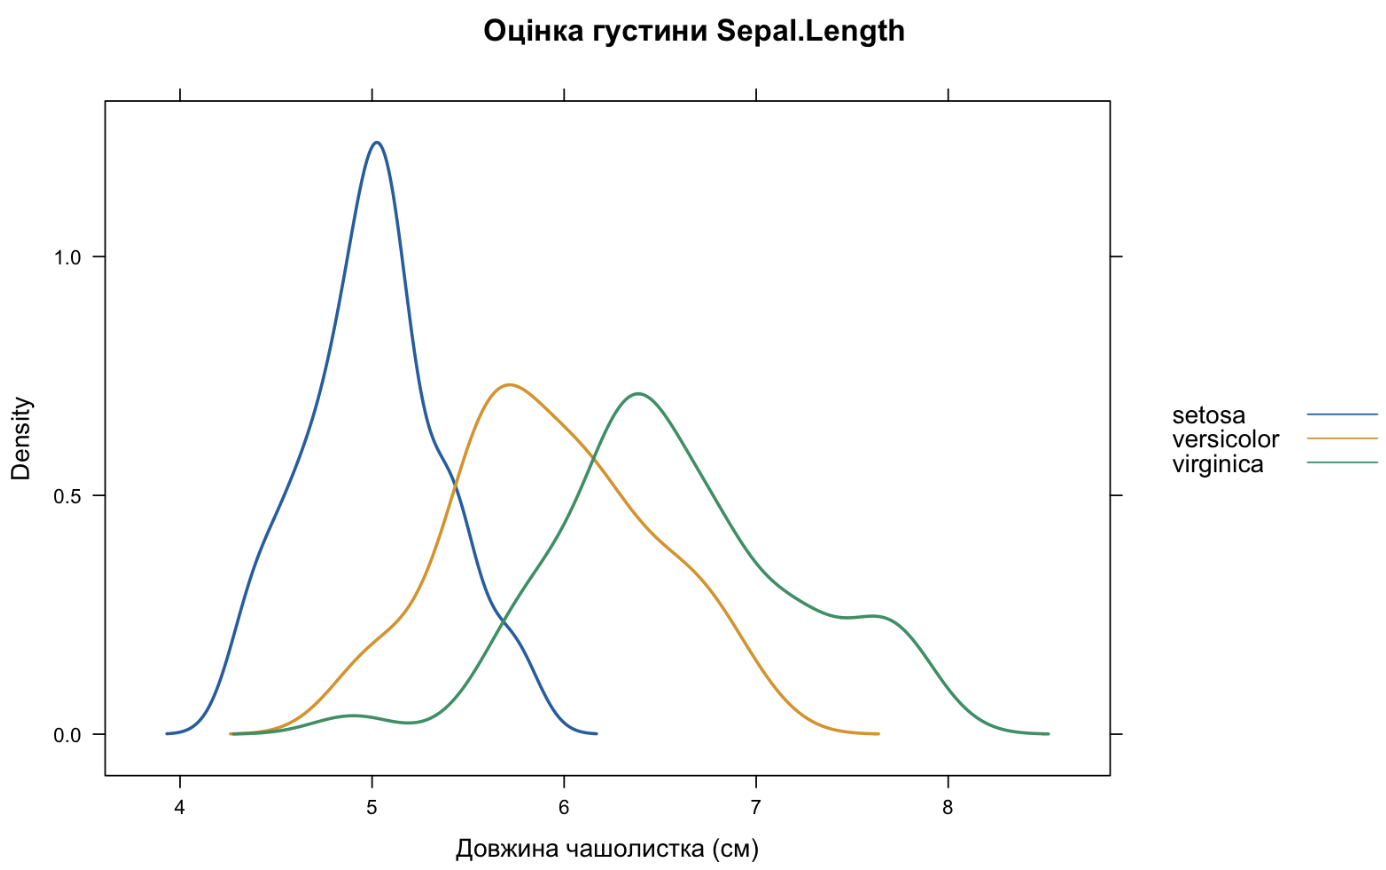 Оцінка густини Sepal.Length
Density
1.0
0.5
0.0
4 5 6 7 8
Довжина чашолистка (см)
setosa
versicolor
virginica